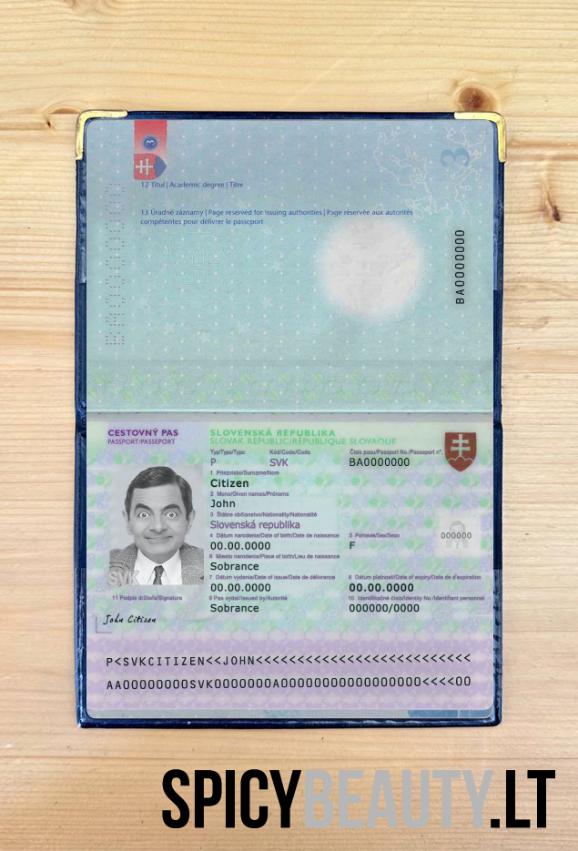 12 Titul | Academic degree | Titre
13 Úradné záznamy | Page reserved for issuing authorities | Page réservée aux autorités
compétentes pour délivrer le passeport
3
BA0000000
CESTOVNÝ PAS
PASSPORT/PASSEPORT
SLOVENSKÁ REPUBLIKA
SLOVAK REPUBLIC/RÉPUBLIQUE SLOVAQUE
Typ/Type/Type Kód/Code/Code Číslo pasu/Passport No./Passeport n°.
P SVK BA0000000
1 Priezvisko/Surname/Nom
Citizen
2 Meno/Given names/Prénoms
John
3 Štátne občianstvo/Nationality/Nationalité
Slovenská republika
4 Dátum narodenia/Date of birth/Date de naissance 5 Pohlavie/Sex/Sexe
00.00.0000 F
000000
6 Miesto narodenia/Place of birth/Lieu de naissance
Sobrance
7 Dátum vydania/Date of issue/Date de délivrance 8 Dátum platnosti/Date of expiry/Date d'expiration
00.00.0000 00.00.0000
11 Podpis držiteľa/Signature 9 Pas vydal/Issued by/Autorité 10 Identifikačné číslo/Identity No./Identifiant personnel
Sobrance 000000/0000
SVK
John Citizen
P<SVKCITIZEN<<JOHN<<<<<<<<<<<<<<<<<<<<<<<<<<
AA00000000SVK0000000A00000000000000000<<<<00
SPICYBEAUTY.LT